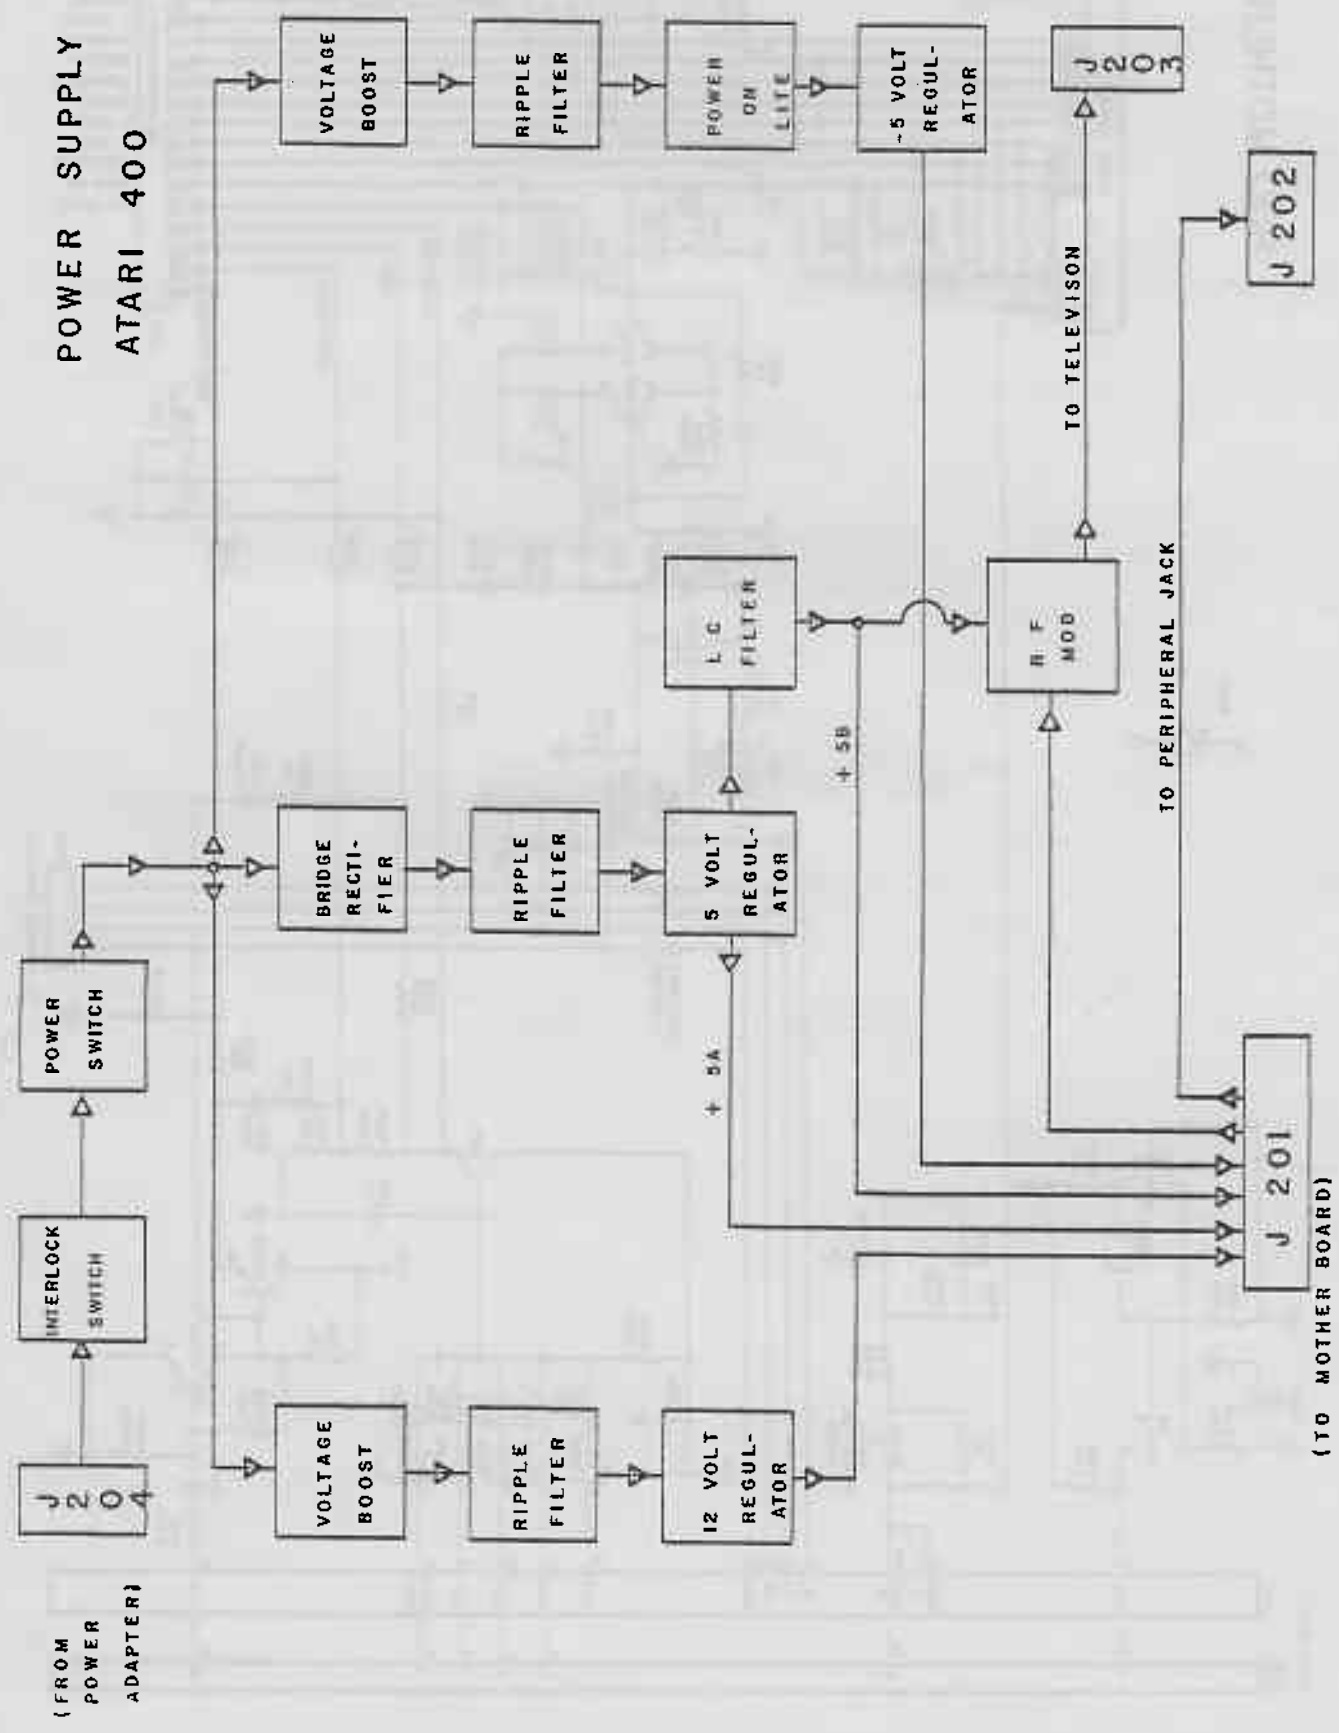 POWER SUPPLY
ATARI 400
(FROM
POWER
ADAPTER)
J
2
0
4
INTERLOCK
SWITCH
POWER
SWITCH
VOLTAGE
BOOST
RIPPLE
FILTER
12 VOLT
REGUL-
ATOR
BRIDGE
RECTI-
FIER
RIPPLE
FILTER
5 VOLT
REGUL-
ATOR
L C
FILTER
VOLTAGE
BOOST
RIPPLE
FILTER
POWER
ON
LITE
-5 VOLT
REGUL-
ATOR
+ 5A
+ 5B
R F
MOD
TO TELEVISON
J
2
0
3
TO PERIPHERAL JACK
J 202
J 201
(TO MOTHER BOARD)